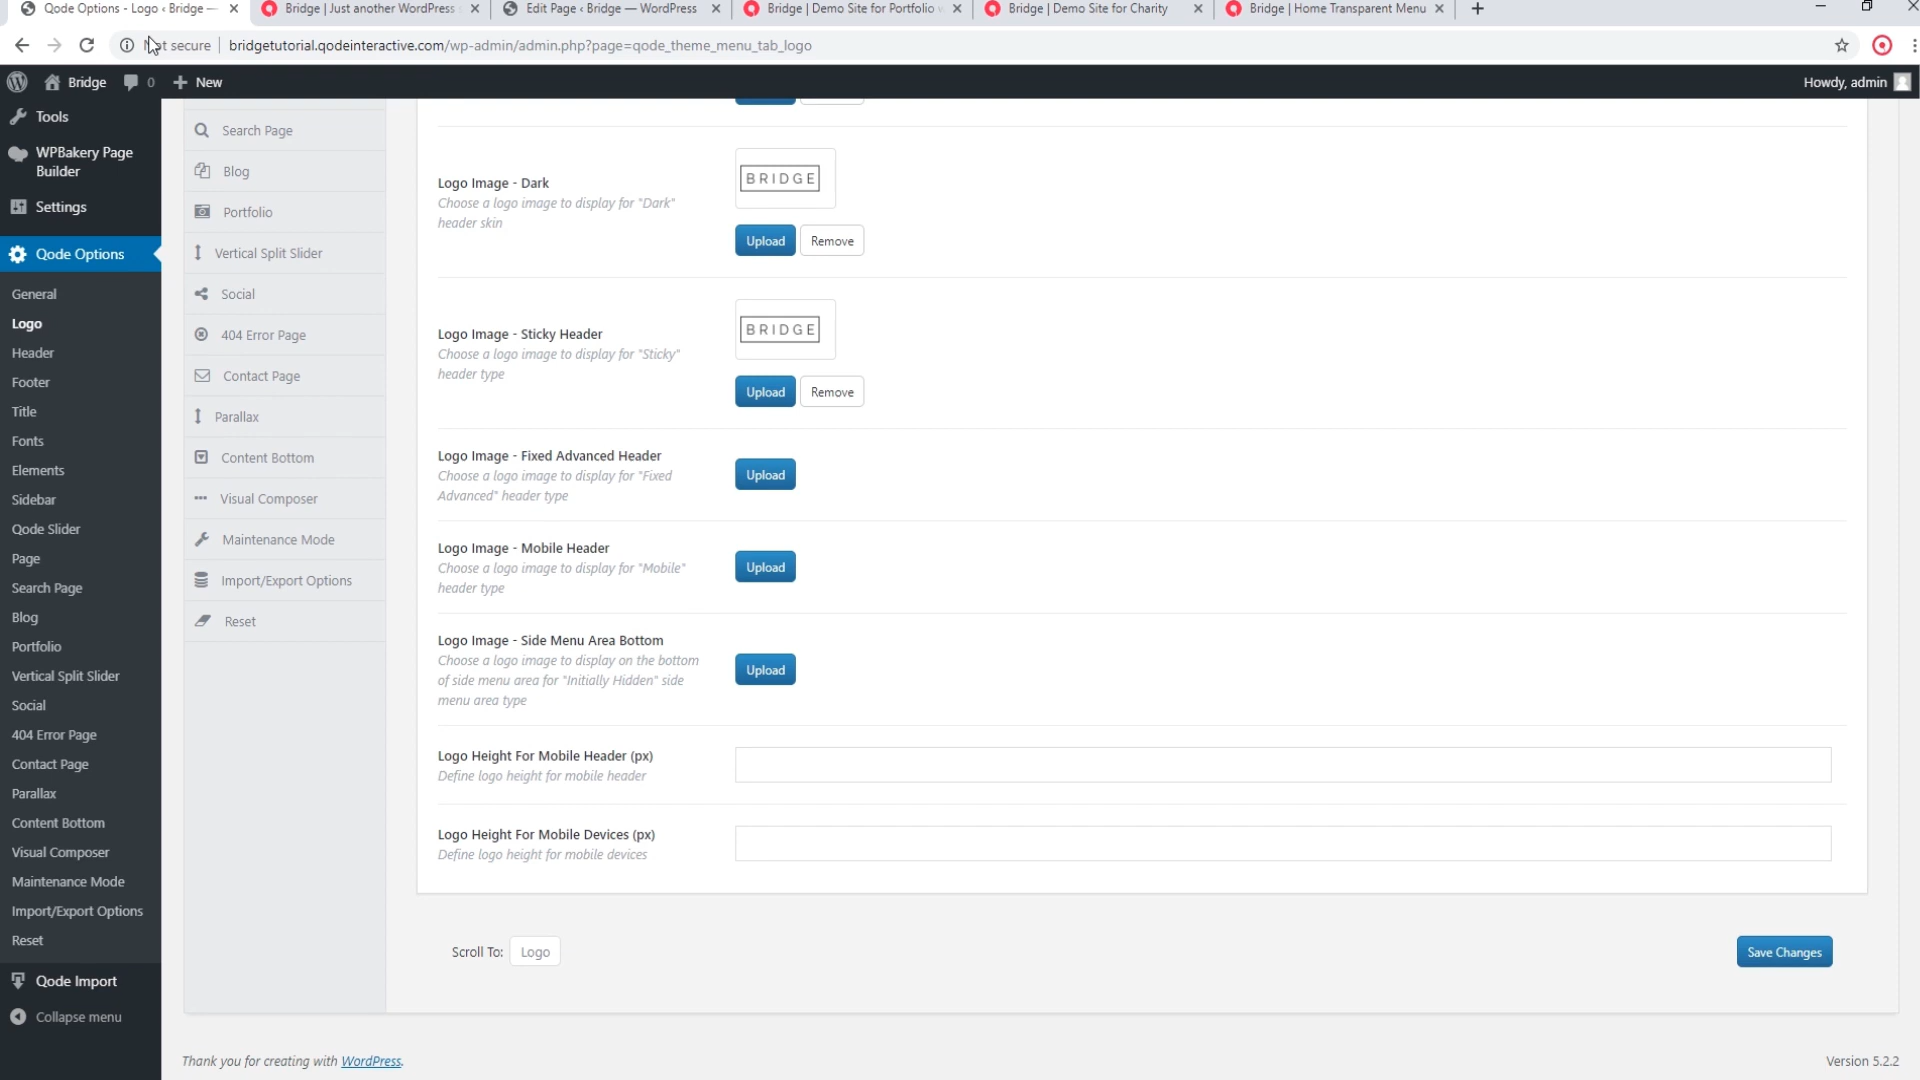 Qode Options - Logo ‹ Bridge —
Bridge | Just another WordPress
Edit Page ‹ Bridge — WordPress
Bridge | Demo Site for Portfolio
Bridge | Demo Site for Charity
Bridge | Home Transparent Menu
secure
bridgetutorial.qodeinteractive.com/wp-admin/admin.php?page=qode_theme_menu_tab_logo
Bridge
0
New
Howdy, admin
Tools
WPBakery Page
Builder
Settings
Qode Options
General
Logo
Header
Footer
Title
Fonts
Elements
Sidebar
Qode Slider
Page
Search Page
Blog
Portfolio
Vertical Split Slider
Social
404 Error Page
Contact Page
Parallax
Content Bottom
Visual Composer
Maintenance Mode
Import/Export Options
Reset
Qode Import
Collapse menu
Search Page
Blog
Portfolio
Vertical Split Slider
Social
404 Error Page
Contact Page
Parallax
Content Bottom
Visual Composer
Maintenance Mode
Import/Export Options
Reset
Logo Image - Dark
Choose a logo image to display for "Dark"
header skin
BRIDGE
Upload
Remove
Logo Image - Sticky Header
Choose a logo image to display for "Sticky"
header type
BRIDGE
Upload
Remove
Logo Image - Fixed Advanced Header
Choose a logo image to display for "Fixed
Advanced" header type
Upload
Logo Image - Mobile Header
Choose a logo image to display for "Mobile"
header type
Upload
Logo Image - Side Menu Area Bottom
Choose a logo image to display on the bottom
of side menu area for "Initially Hidden" side
menu area type
Upload
Logo Height For Mobile Header (px)
Define logo height for mobile header
Logo Height For Mobile Devices (px)
Define logo height for mobile devices
Scroll To:
Logo
Save Changes
Thank you for creating with WordPress.
Version 5.2.2